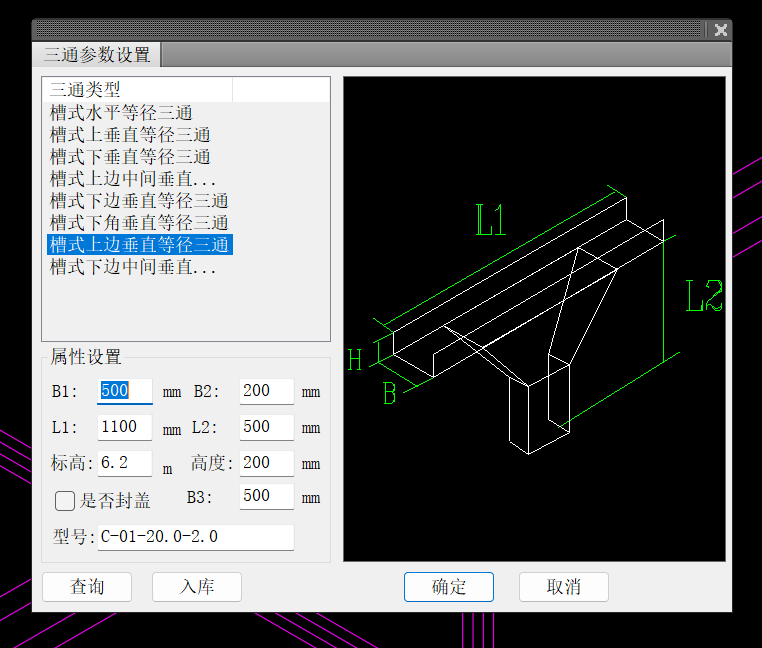 三通参数设置
三通类型
槽式水平等径三通
槽式上垂直等径三通
槽式下垂直等径三通
槽式上边中间垂直...
槽式下边垂直等径三通
槽式下角垂直等径三通
槽式上边垂直等径三通
槽式下边中间垂直...
L1
L2
H
B
属性设置
B1: 500 mm B2: 200 mm
L1: 1100 mm L2: 500 mm
标高: 6.2 m 高度: 200 mm
是否封盖 B3: 500 mm
型号: C-01-20.0-2.0
查询 入库 确定 取消